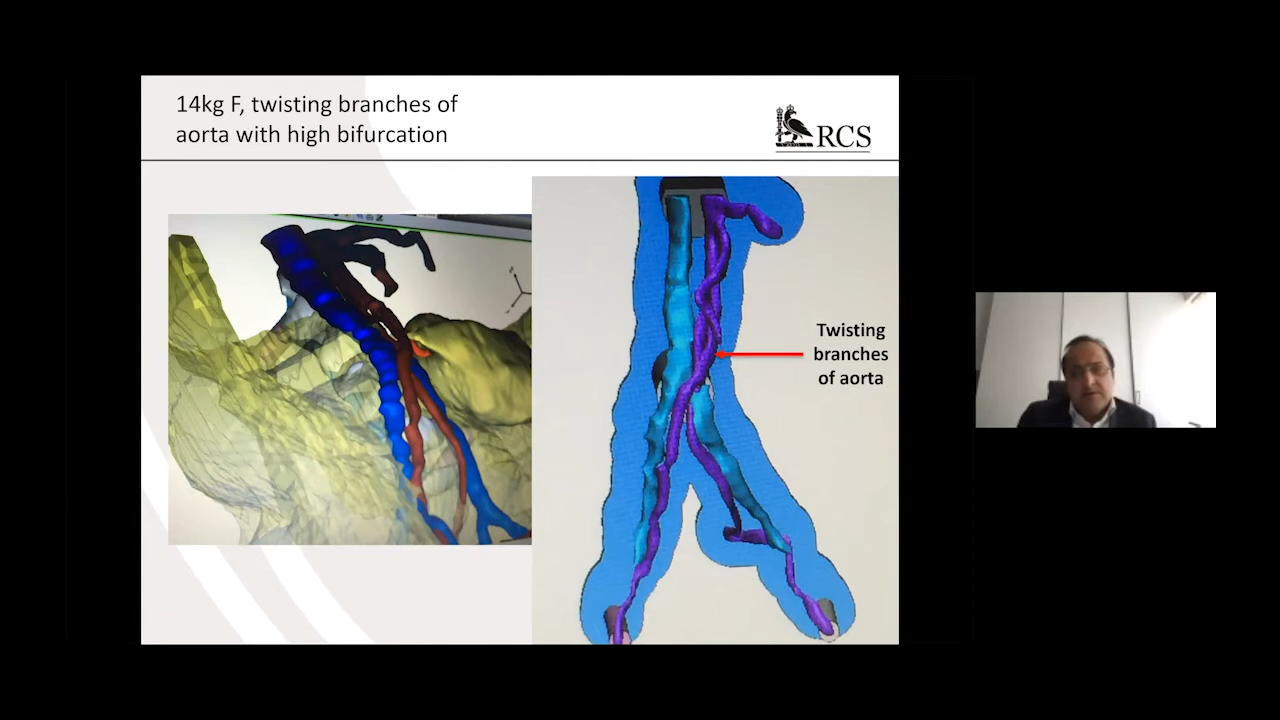 14kg F, twisting branches of
aorta with high bifurcation
RCS
Twisting
branches
of aorta